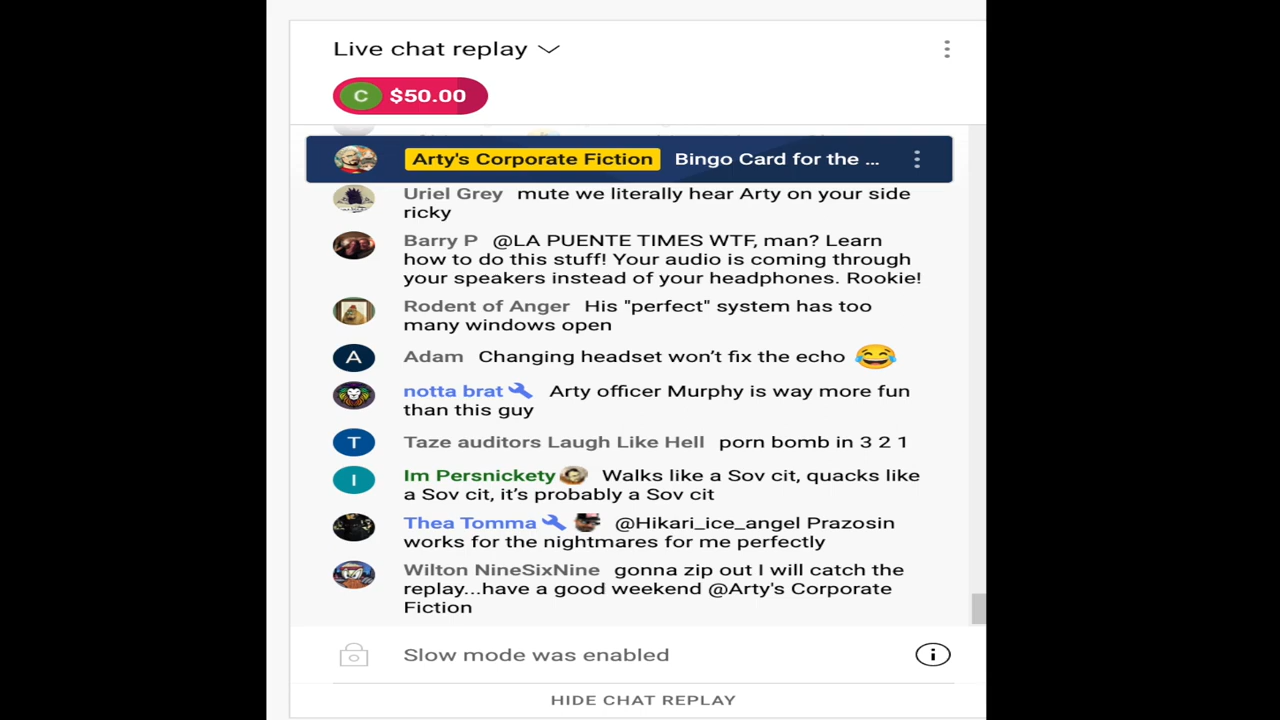 Live chat replay
C $50.00
Arty's Corporate Fiction Bingo Card for the ...
Uriel Grey mute we literally hear Arty on your side
ricky
Barry P @LA PUENTE TIMES WTF, man? Learn
how to do this stuff! Your audio is coming through
your speakers instead of your headphones. Rookie!
Rodent of Anger His "perfect" system has too
many windows open
A Adam Changing headset won’t fix the echo 😂
notta brat Arty officer Murphy is way more fun
than this guy
T Taze auditors Laugh Like Hell porn bomb in 3 2 1
I Im Persnickety Walks like a Sov cit, quacks like
a Sov cit, it’s probably a Sov cit
Thea Tomma @Hikari_ice_angel Prazosin
works for the nightmares for me perfectly
Wilton NineSixNine gonna zip out I will catch the
replay...have a good weekend @Arty's Corporate
Fiction
Slow mode was enabled
HIDE CHAT REPLAY